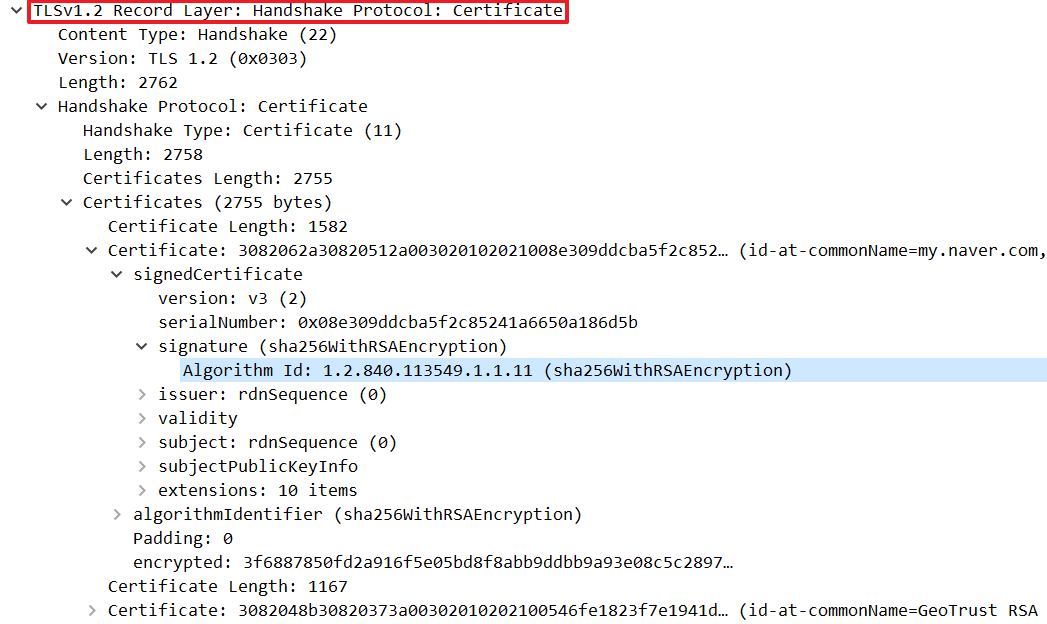 TLSv1.2 Record Layer: Handshake Protocol: Certificate
Content Type: Handshake (22)
Version: TLS 1.2 (0x0303)
Length: 2762
Handshake Protocol: Certificate
Handshake Type: Certificate (11)
Length: 2758
Certificates Length: 2755
Certificates (2755 bytes)
Certificate Length: 1582
Certificate: 3082062a30820512a003020102021008e309ddcba5f2c852… (id-at-commonName=my.naver.com,
signedCertificate
version: v3 (2)
serialNumber: 0x08e309ddcba5f2c85241a6650a186d5b
signature (sha256WithRSAEncryption)
Algorithm Id: 1.2.840.113549.1.1.11 (sha256WithRSAEncryption)
issuer: rdnSequence (0)
validity
subject: rdnSequence (0)
subjectPublicKeyInfo
extensions: 10 items
algorithmIdentifier (sha256WithRSAEncryption)
Padding: 0
encrypted: 3f6887850fd2a916f5e05bd8f8abb9ddbb9a93e08c5c2897…
Certificate Length: 1167
Certificate: 3082048b30820373a00302010202100546fe1823f7e1941d… (id-at-commonName=GeoTrust RSA